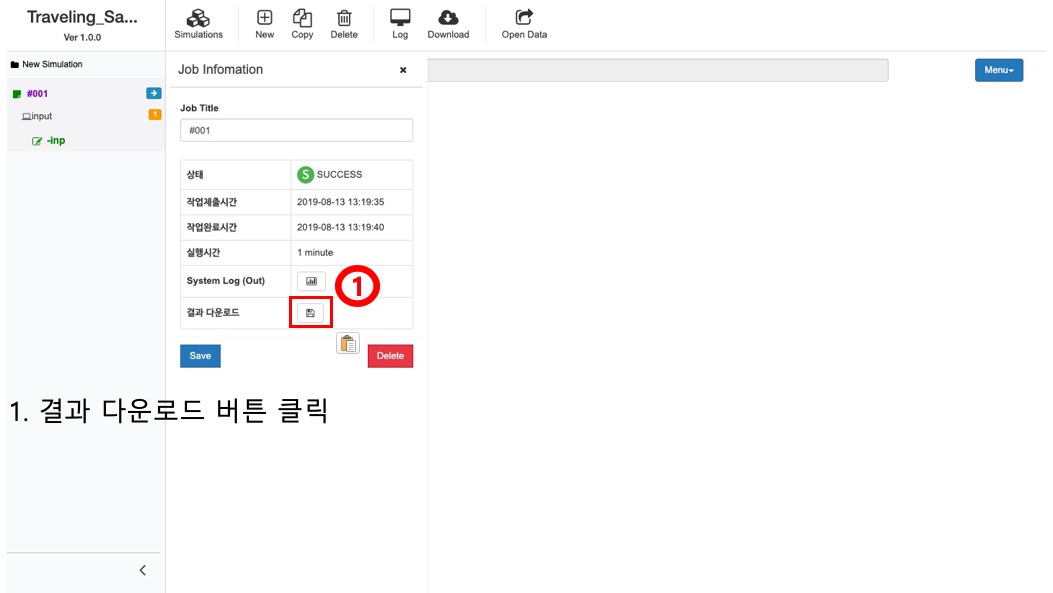 Traveling_Sa...
Ver 1.0.0
Simulations
New
Copy
Delete
Log
Download
Open Data
New Simulation
#001
input
1
-inp
Job Infomation
×
Menu
Job Title
#001
상태
S SUCCESS
작업제출시간
2019-08-13 13:19:35
작업완료시간
2019-08-13 13:19:40
실행시간
1 minute
System Log (Out)
1
결과 다운로드
Save
Delete
1. 결과 다운로드 버튼 클릭